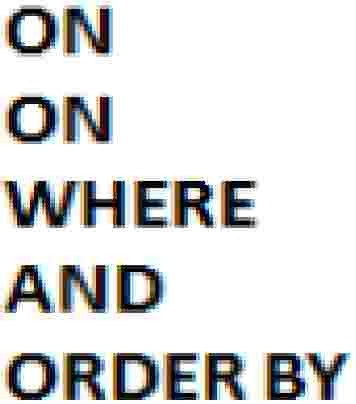 ON
ON
WHERE
AND
ORDER BY